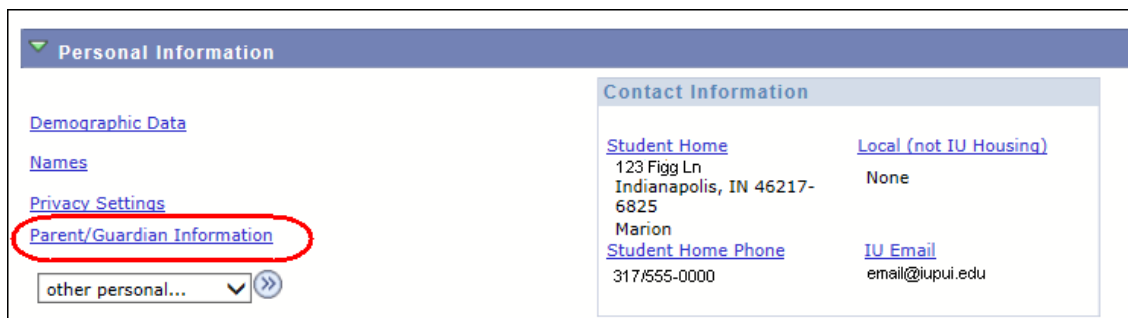 Personal Information
Demographic Data
Names
Privacy Settings
Parent/Guardian Information
other personal...
Contact Information
Student Home
123 Figg Ln
Indianapolis, IN 46217-
6825
Marion
Local (not IU Housing)
None
Student Home Phone
317/555-0000
IU Email
email@iupui.edu